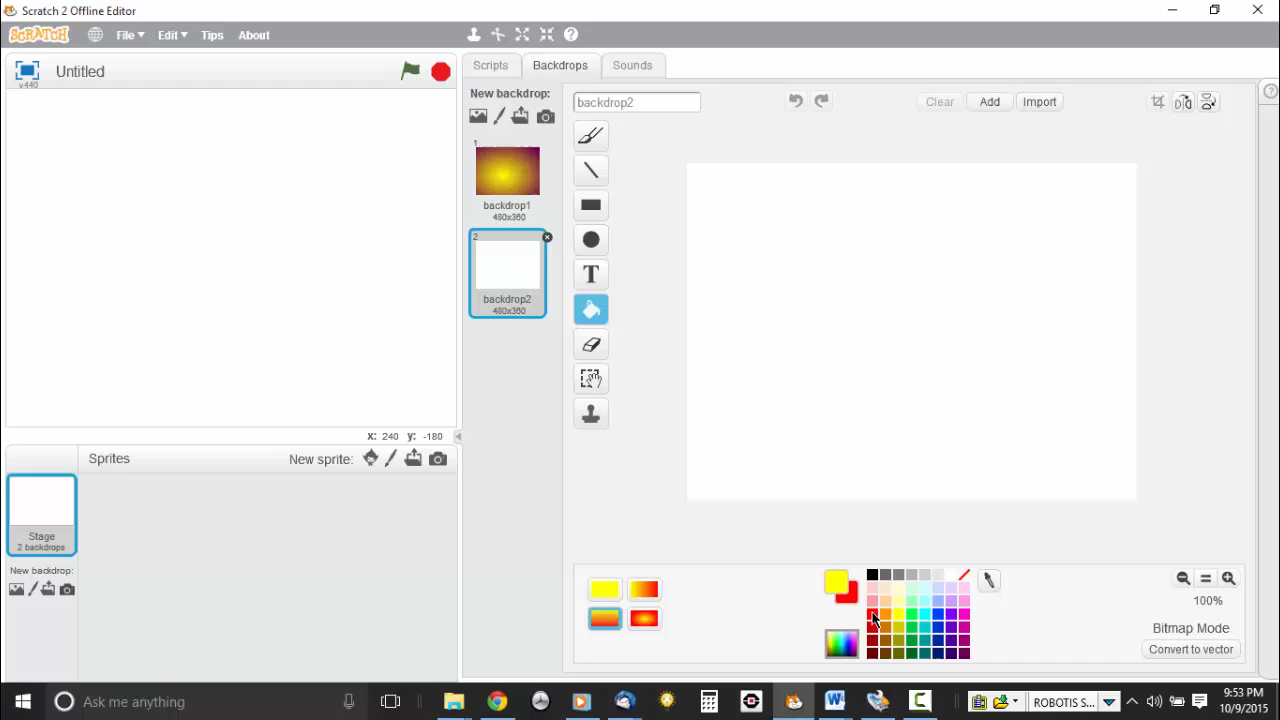 Scratch 2 Offline Editor
SCRATCH File Edit Tips About
v440 Untitled
Scripts Backdrops Sounds
New backdrop:
backdrop2
Clear Add Import
1
backdrop1
480x360
2
backdrop2
480x360
T
x: 240 y: -180
Sprites New sprite:
Stage
2 backdrops
New backdrop:
100%
Bitmap Mode
Convert to vector
Ask me anything
ROBOTIS S...
9:53 PM
10/9/2015